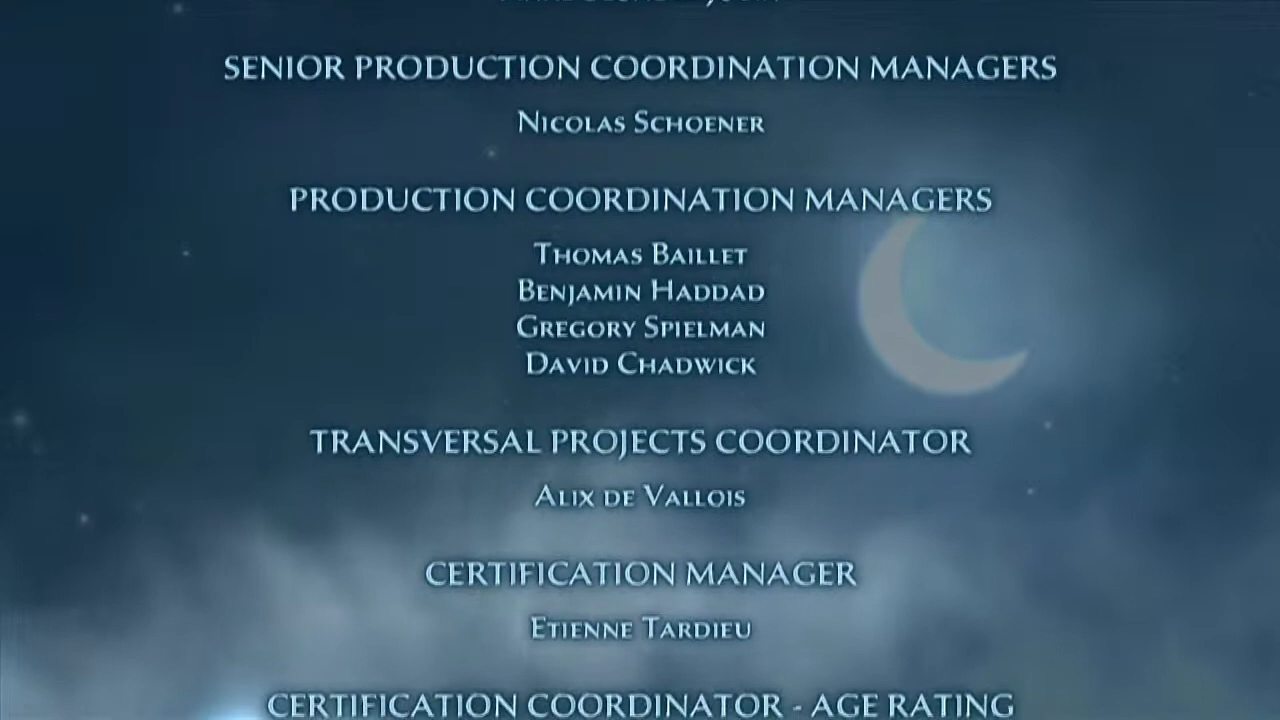 SENIOR PRODUCTION COORDINATION MANAGERS
NICOLAS SCHOENER
PRODUCTION COORDINATION MANAGERS
THOMAS BAILLET
BENJAMIN HADDAD
GREGORY SPIELMAN
DAVID CHADWICK
TRANSVERSAL PROJECTS COORDINATOR
ALIX DE VALLOIS
CERTIFICATION MANAGER
ETIENNE TARDIEU
CERTIFICATION COORDINATOR - AGE RATING